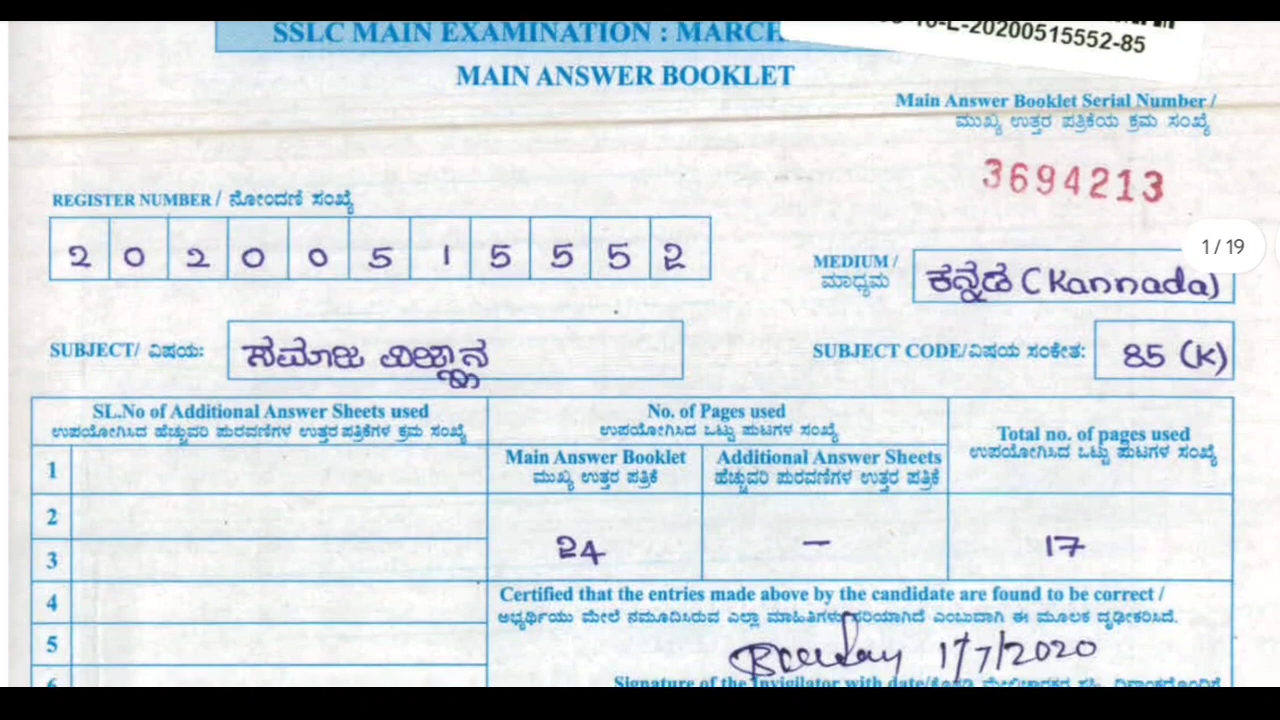 SSLC MAIN EXAMINATION : MARCH
-L-20200515552-85
MAIN ANSWER BOOKLET
Main Answer Booklet Serial Number /
ಮುಖ್ಯ ಉತ್ತರ ಪತ್ರಿಕೆಯ ಕ್ರಮ ಸಂಖ್ಯೆ
3694213
REGISTER NUMBER / ನೋಂದಣಿ ಸಂಖ್ಯೆ
2 0 2 0 0 5 1 5 5 5 2
1 / 19
MEDIUM /
ಮಾಧ್ಯಮ
ಕನ್ನಡ (Kannada)
SUBJECT/ ವಿಷಯ: ಸಮಾಜ ವಿಜ್ಞಾನ
SUBJECT CODE/ವಿಷಯ ಸಂಕೇತ: 85 (K)
SL.No of Additional Answer Sheets used
ಉಪಯೋಗಿಸಿದ ಹೆಚ್ಚುವರಿ ಪುರವಣಿಗಳ ಉತ್ತರ ಪತ್ರಿಕೆಗಳ ಕ್ರಮ ಸಂಖ್ಯೆ
No. of Pages used
ಉಪಯೋಗಿಸಿದ ಒಟ್ಟು ಪುಟಗಳ ಸಂಖ್ಯೆ
Total no. of pages used
ಉಪಯೋಗಿಸಿದ ಒಟ್ಟು ಪುಟಗಳ ಸಂಖ್ಯೆ
Main Answer Booklet
ಮುಖ್ಯ ಉತ್ತರ ಪತ್ರಿಕೆ
Additional Answer Sheets
ಹೆಚ್ಚುವರಿ ಪುರವಣಿಗಳ ಉತ್ತರ ಪತ್ರಿಕೆ
1
2
3
24 – 17
4
5
6
Certified that the entries made above by the candidate are found to be correct /
ಅಭ್ಯರ್ಥಿಯು ಮೇಲೆ ನಮೂದಿಸಿರುವ ಎಲ್ಲಾ ಮಾಹಿತಿಗಳು ಸರಿಯಾಗಿದೆ ಎಂಬುದಾಗಿ ಈ ಮೂಲಕ ದೃಢೀಕರಿಸಿದೆ.
1/7/2020
Signature of the Invigilator with date/